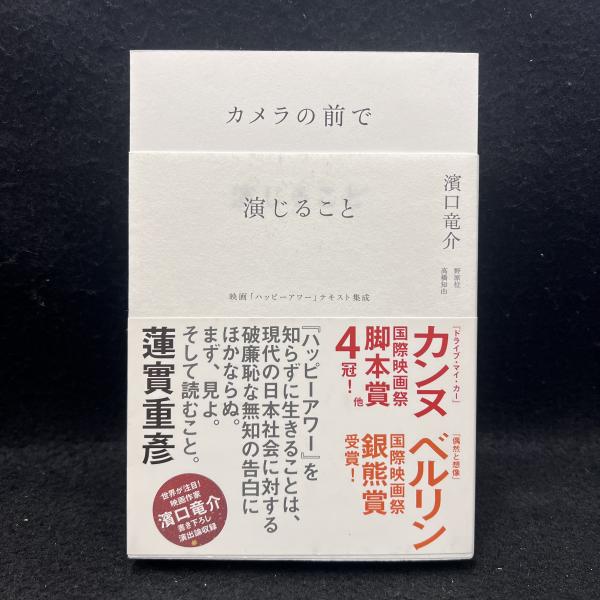 カメラの前で
演じること
濱口竜介
野原位
高橋知由
映画「ハッピーアワー」テキスト集成
『ドライブ・マイ・カー』
カンヌ
国際映画祭
脚本賞
他
4冠！
『偶然と想像』
ベルリン
国際映画祭
銀熊賞
受賞！
『ハッピーアワー』を
知らずに生きることは、
現代の日本社会に対する
破廉恥な無知の告白に
ほかならぬ。
まず、見よ。
そして読むこと。
蓮實重彦
世界が注目！
映画作家
濱口竜介
書き下ろし
演出論収録